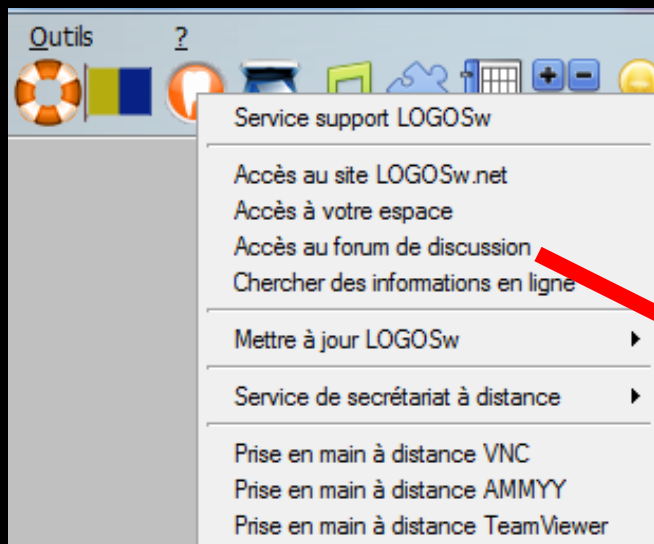 Outils ?
Service support LOGOSw
Accès au site LOGOSw.net
Accès à votre espace
Accès au forum de discussion
Chercher des informations en ligne
Mettre à jour LOGOSw
Service de secrétariat à distance
Prise en main à distance VNC
Prise en main à distance AMMYY
Prise en main à distance TeamViewer